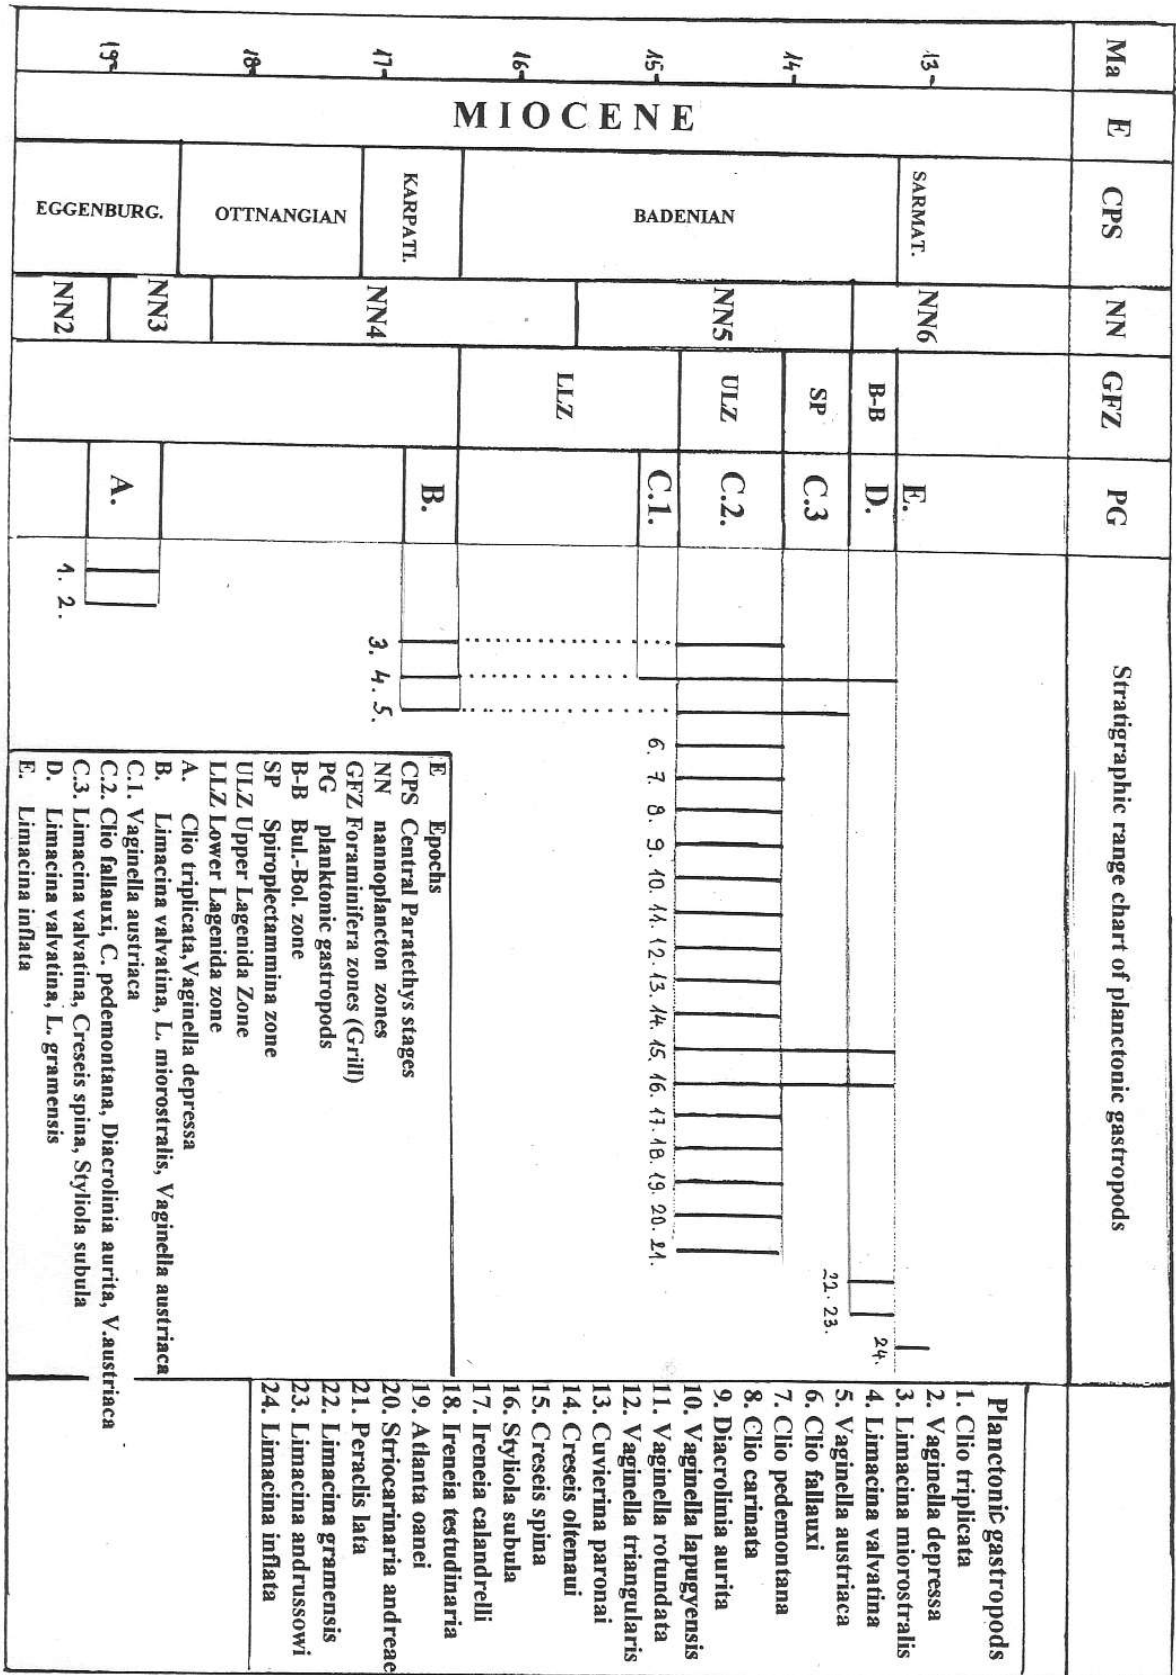 Ma
E
CPS
NN
GFZ
PG
Stratigraphic range chart of planctonic gastropods
13
14
15
16
17
18
19
MIOCENE
SARMAT.
BADENIAN
KARPATI.
OTTNANGIAN
EGGENBURG.
NN6
NN5
NN4
NN3
NN2
B-B
SP
ULZ
LLZ
E.
D.
C.3
C.2.
C.1.
B.
A.
1. 2.
3. 4. 5.
6. 7. 8. 9. 10. 11. 12. 13. 14. 15. 16. 17. 18. 19. 20. 21.
22. 23.
24.
E Epochs
CPS Central Paratethys stages
NN nannoplancton zones
GFZ Foraminifera zones (Grill)
PG planktonic gastropods
B-B Bul.-Bol. zone
SP Spiroplectammina zone
ULZ Upper Lagenida Zone
LLZ Lower Lagenida zone
A. Clio triplicata,Vaginella depressa
B. Limacina valvatina, L. miorostralis, Vaginella austriaca
C.1. Vaginella austriaca
C.2. Clio fallauxi, C. pedemontana, Diacrolinia aurita, V.austriaca
C.3. Limacina valvatina, Creseis spina, Styliola subula
D. Limacina valvatina, L. gramensis
E. Limacina inflata
Planctonic gastropods
1. Clio triplicata
2. Vaginella depressa
3. Limacina miorostralis
4. Limacina valvatina
5. Vaginella austriaca
6. Clio fallauxi
7. Clio pedemontana
8. Clio carinata
9. Diacrolinia aurita
10. Vaginella lapugyensis
11. Vaginella rotundata
12. Vaginella triangularis
13. Cuvierina paronai
14. Creseis oltenaui
15. Creseis spina
16. Styliola subula
17. Ireneia calandrelli
18. Ireneia testudinaria
19. Atlanta oanei
20. Striocarinaria andreae
21. Peraclis lata
22. Limacina gramensis
23. Limacina andrussowi
24. Limacina inflata